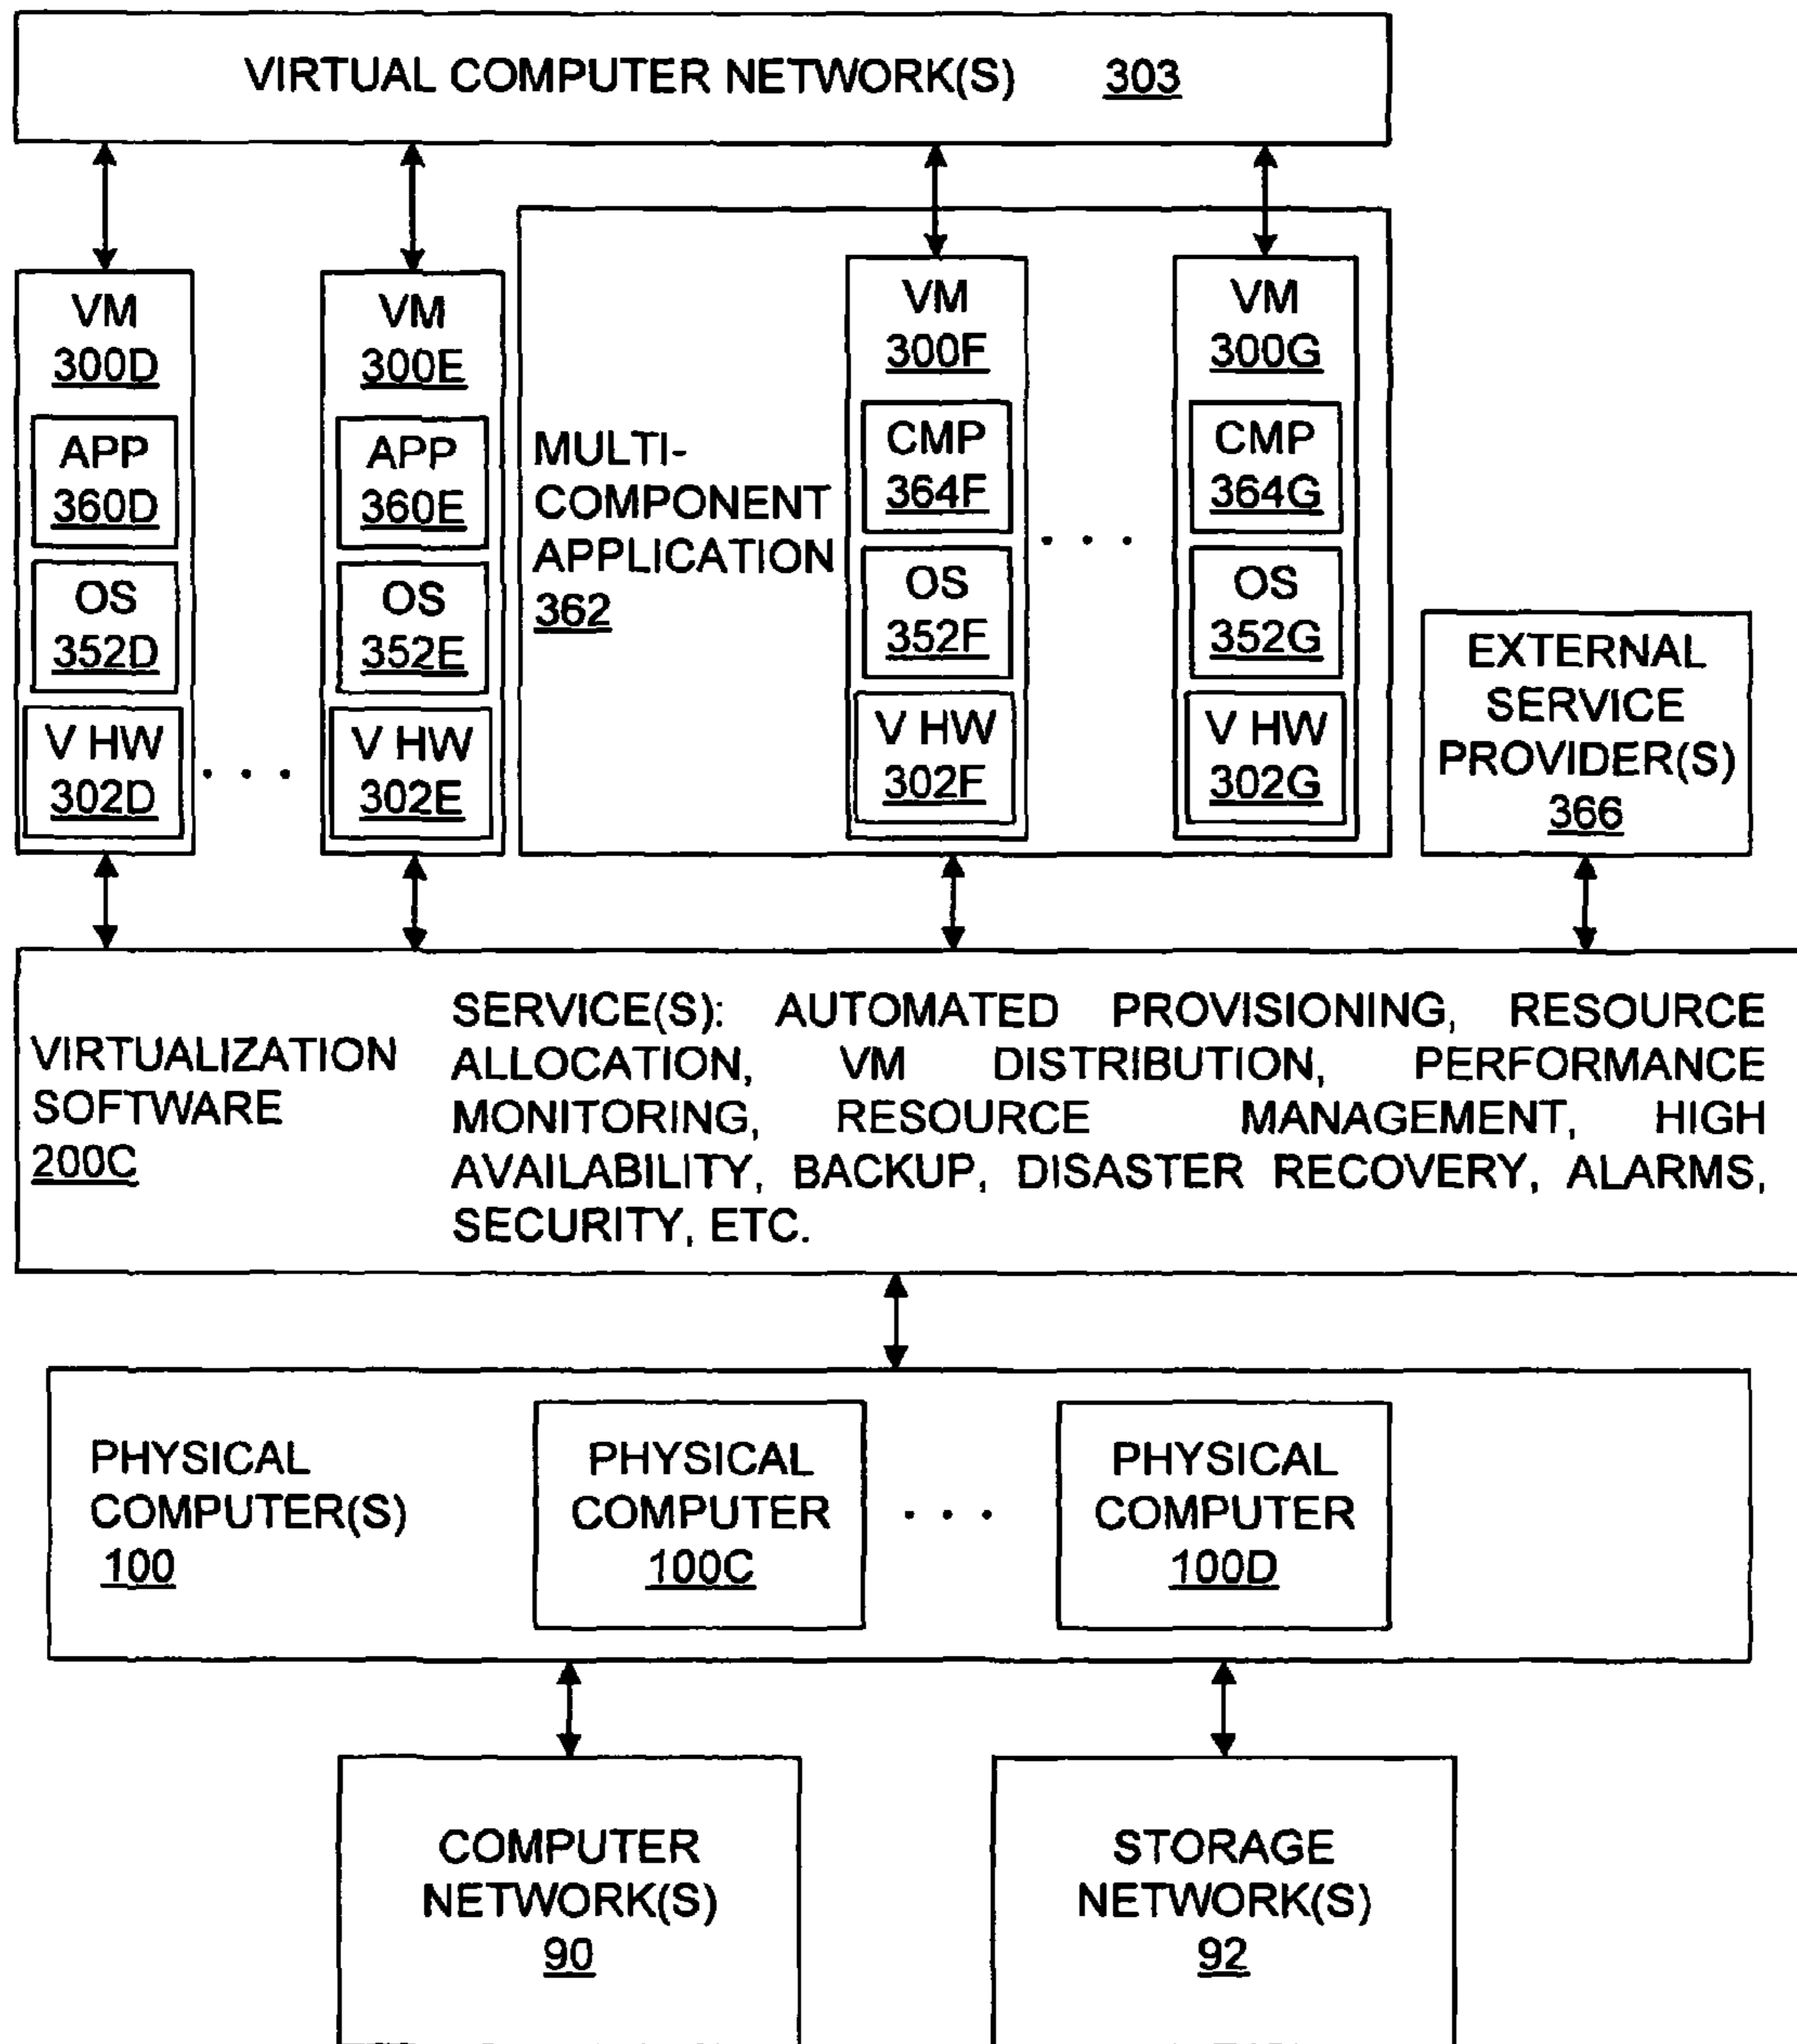 VIRTUAL COMPUTER NETWORK(S) 303
VM
300D
APP
360D
OS
352D
V HW
302D
. . .
VM
300E
APP
360E
OS
352E
V HW
302E
MULTI-
COMPONENT
APPLICATION
362
VM
300F
CMP
364F
OS
352F
V HW
302F
. . .
VM
300G
CMP
364G
OS
352G
V HW
302G
EXTERNAL
SERVICE
PROVIDER(S)
366
VIRTUALIZATION
SOFTWARE
200C
SERVICE(S): AUTOMATED PROVISIONING, RESOURCE
ALLOCATION, VM DISTRIBUTION, PERFORMANCE
MONITORING, RESOURCE MANAGEMENT, HIGH
AVAILABILITY, BACKUP, DISASTER RECOVERY, ALARMS,
SECURITY, ETC.
PHYSICAL
COMPUTER(S)
100
PHYSICAL
COMPUTER
100C
. . .
PHYSICAL
COMPUTER
100D
COMPUTER
NETWORK(S)
90
STORAGE
NETWORK(S)
92